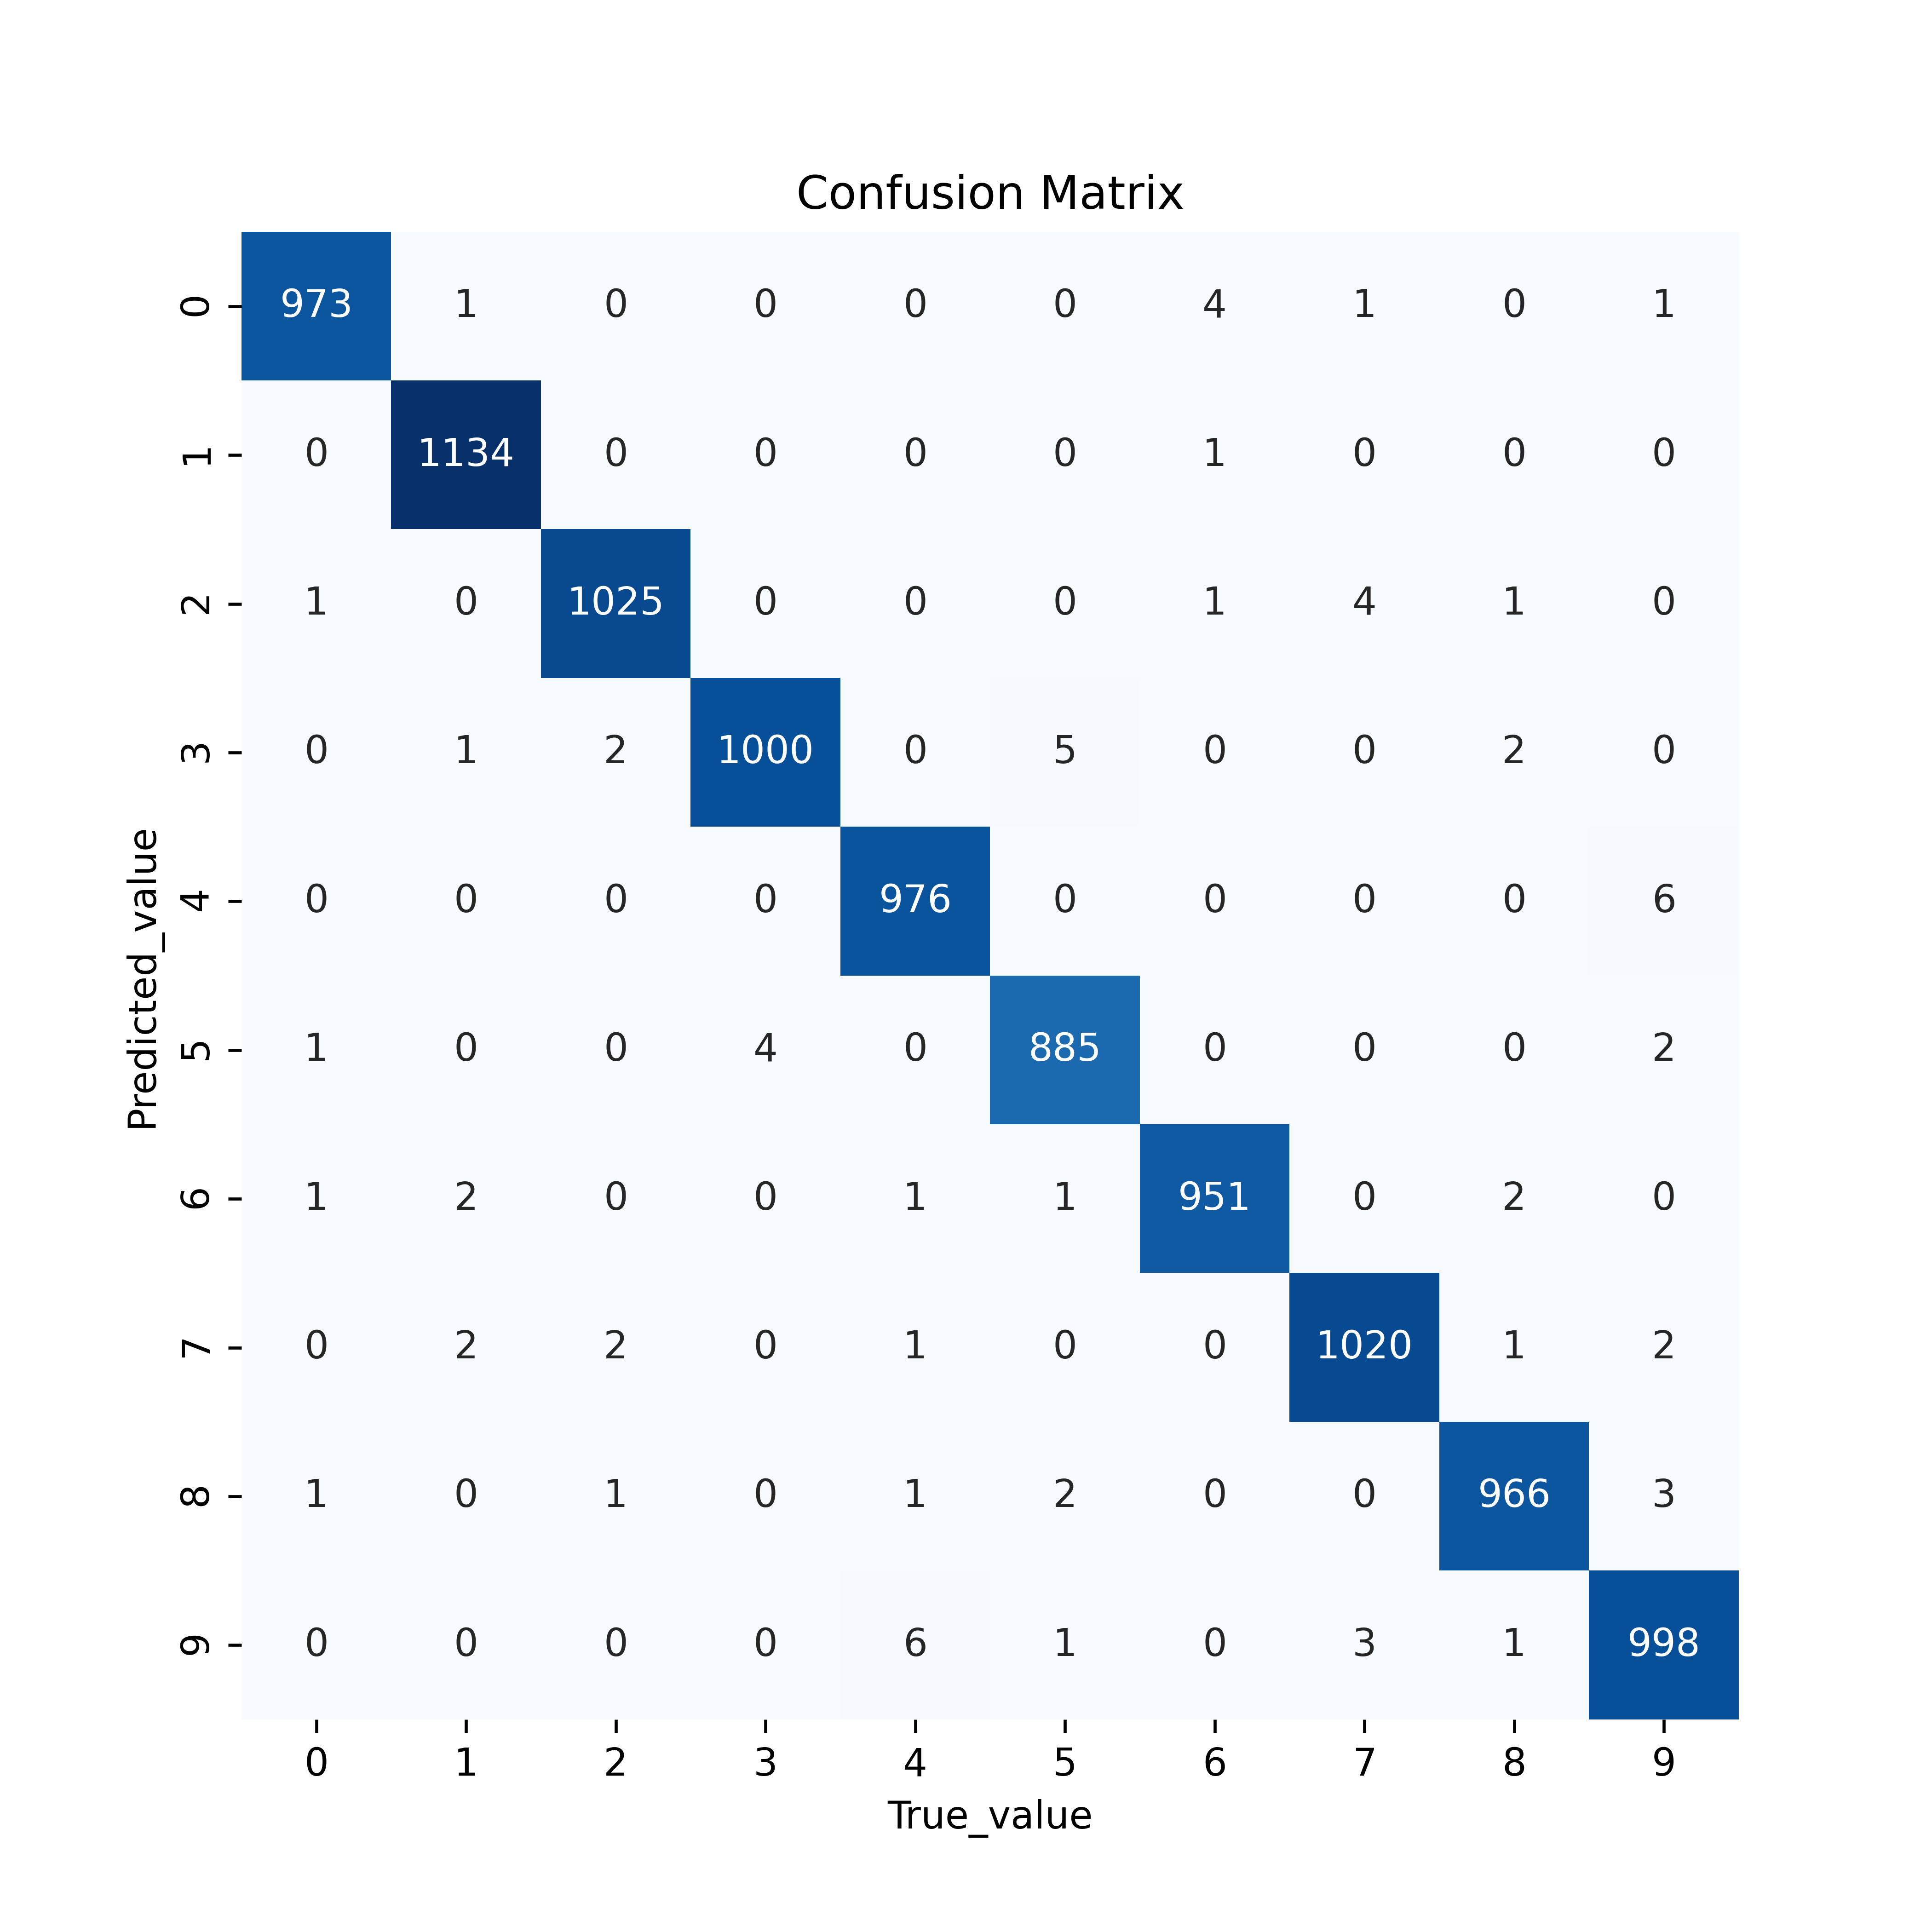 Confusion Matrix
0 973 1 0 0 0 0 4 1 0 1
1 0 1134 0 0 0 0 1 0 0 0
2 1 0 1025 0 0 0 1 4 1 0
3 0 1 2 1000 0 5 0 0 2 0
4 0 0 0 0 976 0 0 0 0 6
5 1 0 0 4 0 885 0 0 0 2
6 1 2 0 0 1 1 951 0 2 0
7 0 2 2 0 1 0 0 1020 1 2
8 1 0 1 0 1 2 0 0 966 3
9 0 0 0 0 6 1 0 3 1 998
Predicted_value
0 1 2 3 4 5 6 7 8 9
True_value